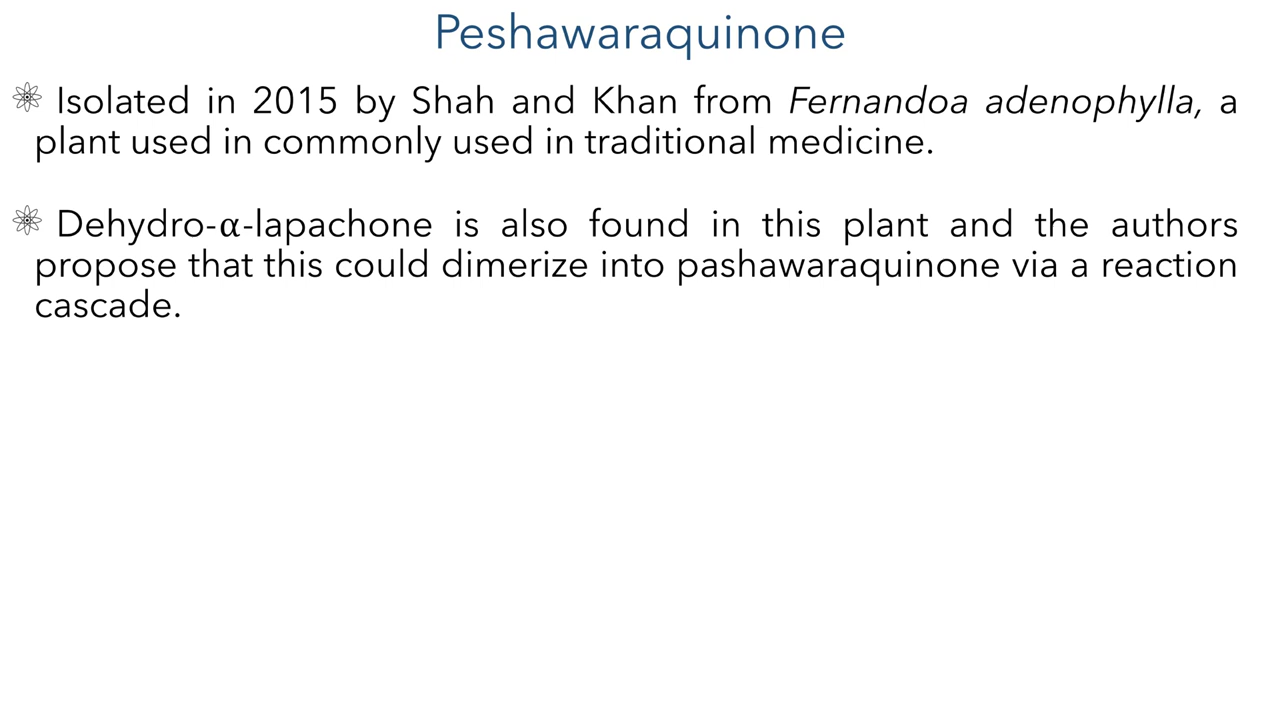 Peshawaraquinone
Isolated in 2015 by Shah and Khan from Fernandoa adenophylla, a
plant used in commonly used in traditional medicine.
Dehydro-α-lapachone is also found in this plant and the authors
propose that this could dimerize into pashawaraquinone via a reaction
cascade.